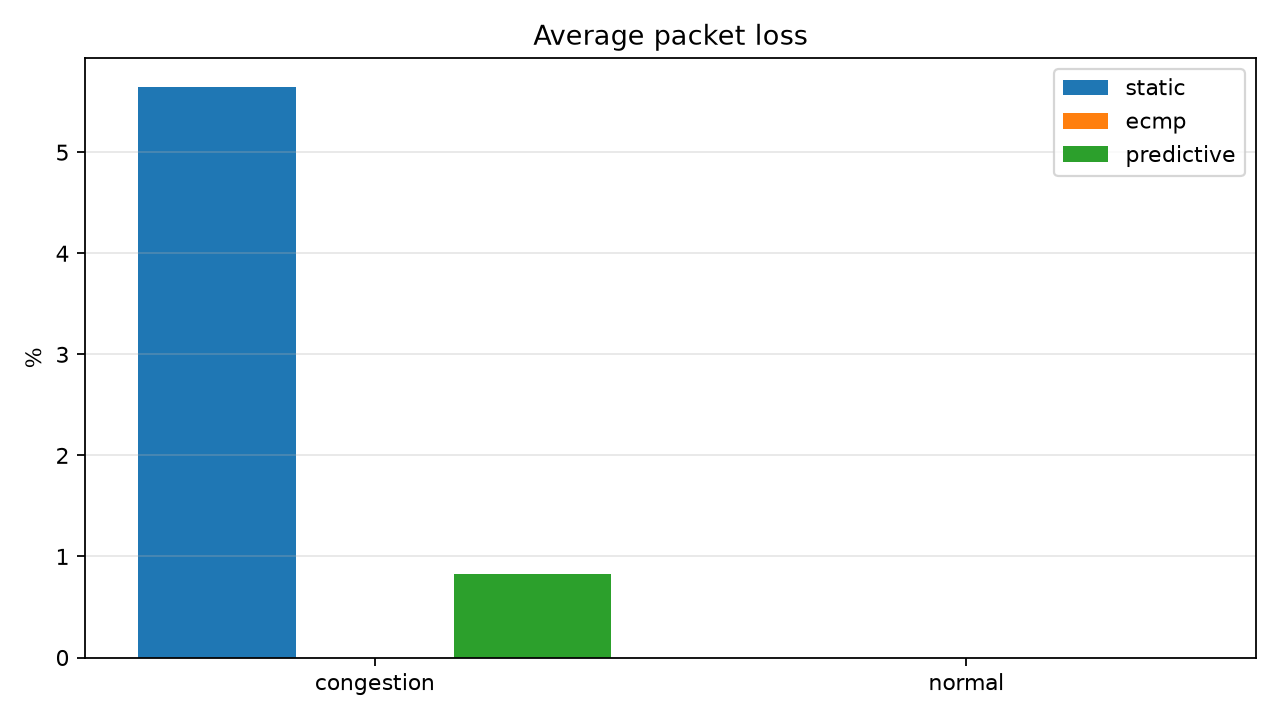 Average packet loss
static
ecmp
predictive
5
4
3
2
1
0
%
congestion
normal